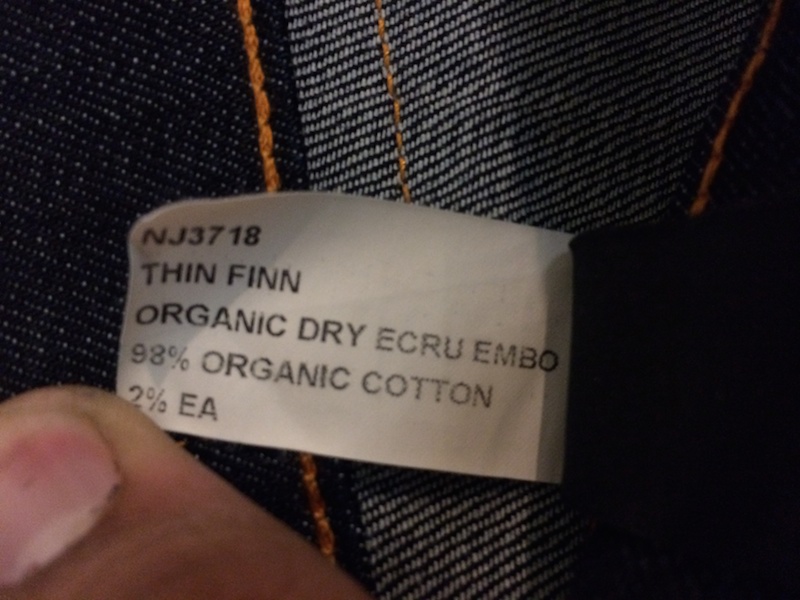 NJ3718
THIN FINN
ORGANIC DRY ECRU EMBO
98% ORGANIC COTTON
2% EA